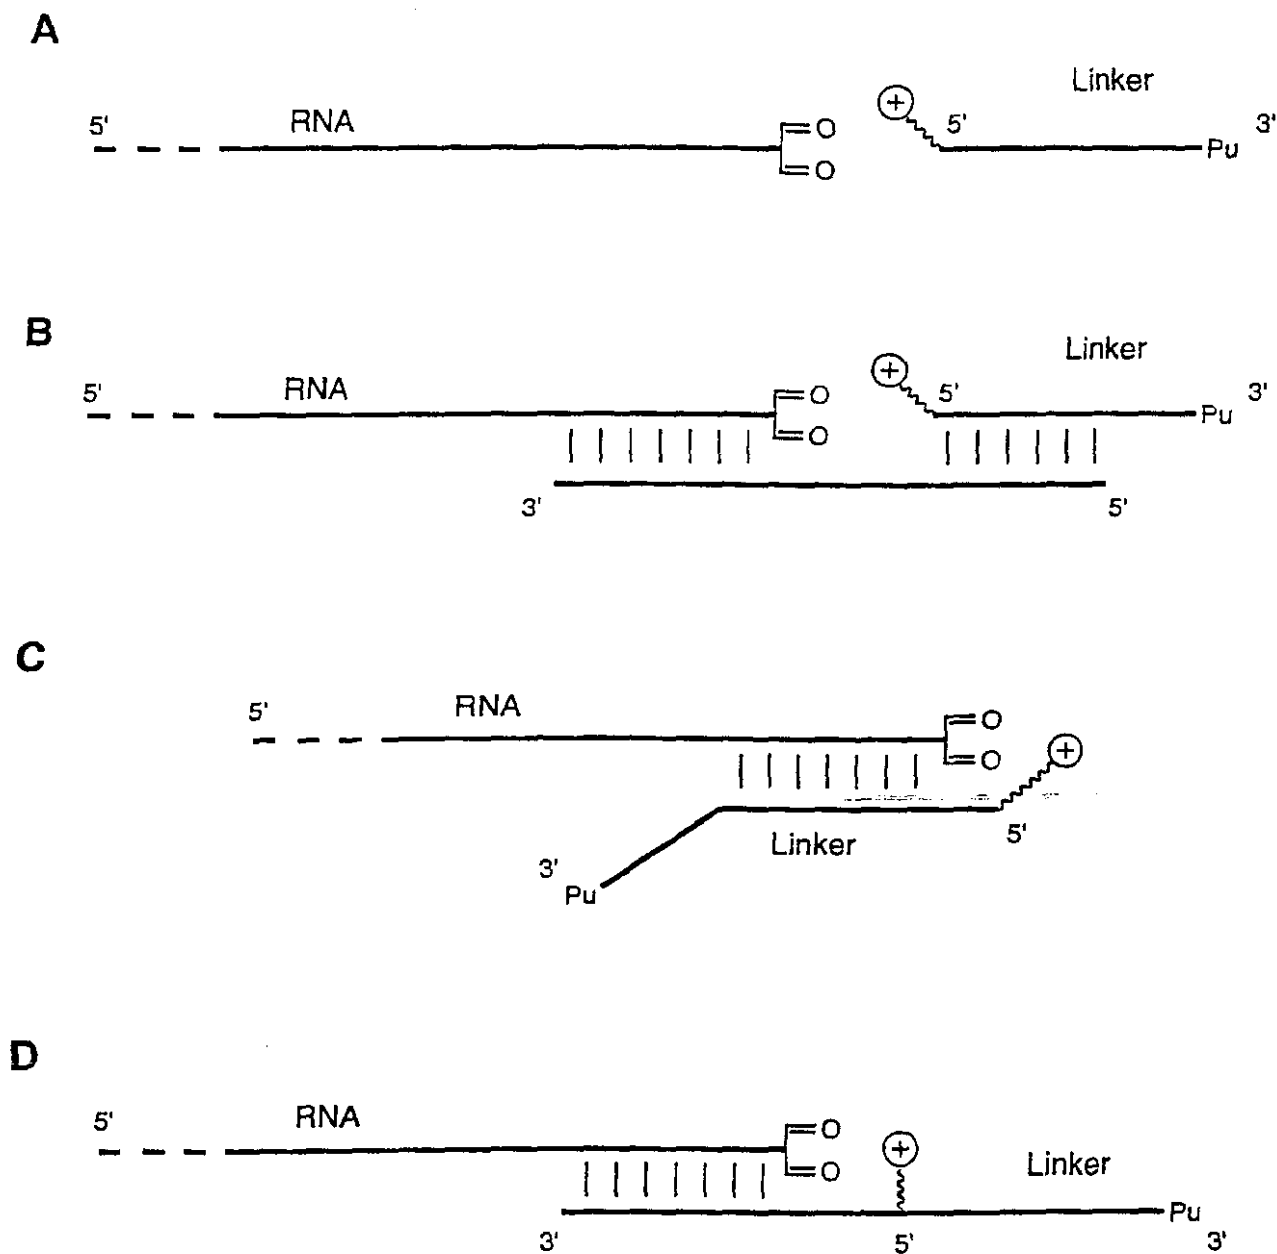 A
Linker
5' RNA O + 5' 3'
O Pu
B
Linker
5' RNA O + 5' 3'
O Pu
3' 5'
C
5' RNA O
O +
Linker 5'
3'
Pu
D
5' RNA O +
O Linker
Pu
3' 5' 3'